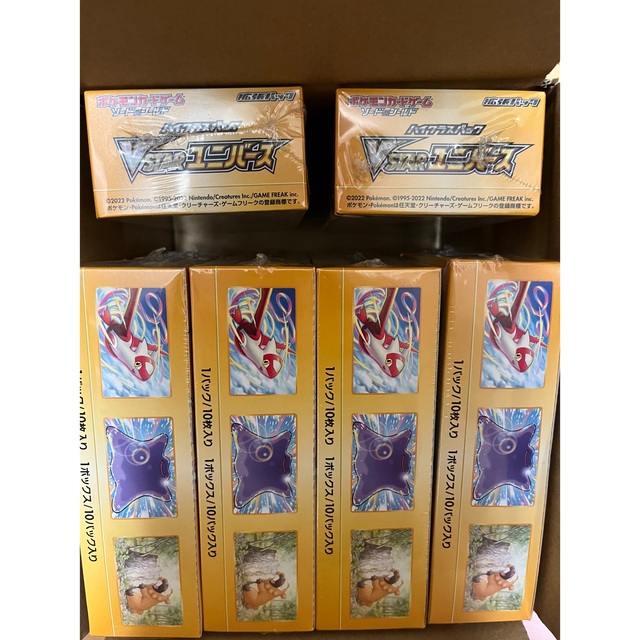 ポケモンカードゲーム
ソード&シールド
拡張パック
ハイクラスパック
VSTARユニバース
©2022 Pokémon. ©1995-2022 Nintendo/Creatures Inc./GAME FREAK inc.
ポケモン・Pokémonは任天堂・クリーチャーズ・ゲームフリークの登録商標です。
ポケモンカードゲーム
ソード&シールド
拡張パック
ハイクラスパック
VSTARユニバース
©2022 Pokémon. ©1995-2022 Nintendo/Creatures Inc./GAME FREAK inc.
ポケモン・Pokémonは任天堂・クリーチャーズ・ゲームフリークの登録商標です。
1パック/10枚入り 1ボックス/10パック入り
1パック/10枚入り 1ボックス/10パック入り
1パック/10枚入り 1ボックス/10パック入り
1パック/10枚入り 1ボックス/10パック入り